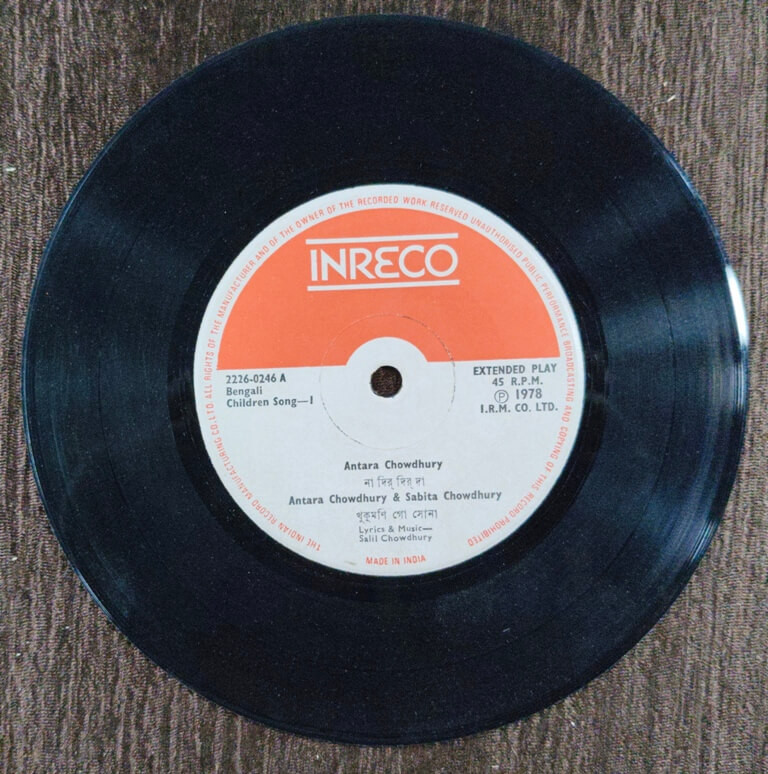 THE INDIAN RECORD MANUFACTURING CO.LTD ALL RIGHTS OF THE MANUFACTURER AND OF THE OWNER OF THE RECORDED WORK RESERVED UNAUTHORISED PUBLIC PERFORMANCE BROADCASTING AND COPYING OF THIS RECORD PROHIBITED
INRECO
2226-0246 A
Bengali
Children Song—I
EXTENDED PLAY
45 R.P.M.
Ⓟ 1978
I.R.M. CO. LTD.
Antara Chowdhury
না দির্ দির্ দা
Antara Chowdhury & Sabita Chowdhury
খুকুমণি গো সোনা
Lyrics & Music—
Salil Chowdhury
MADE IN INDIA